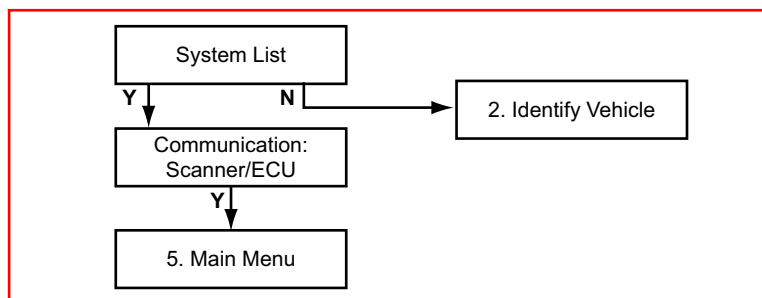 System List
Y
N
2. Identify Vehicle
Communication:
Scanner/ECU
Y
5. Main Menu